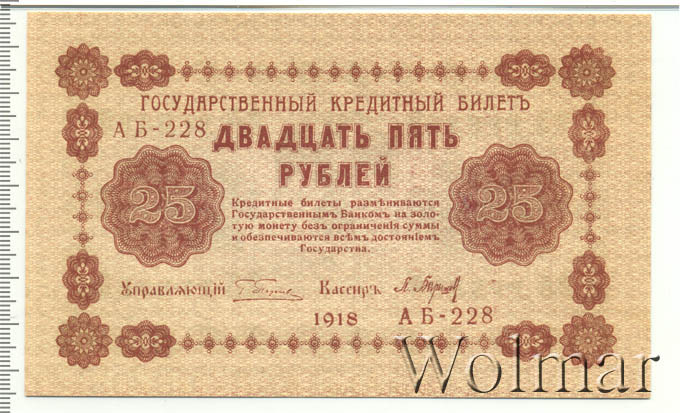 ГОСУДАРСТВЕННЫЙ КРЕДИТНЫЙ БИЛЕТЪ
АБ-228 ДВАДЦАТЬ ПЯТЬ
РУБЛЕЙ
25
25
Кредитные билеты размѣниваются
Государственнымъ Банкомъ на золо-
тую монету безъ ограниченія суммы
и обезпечиваются всѣмъ достояніемъ
Государства.
Управляющій
Кассиръ
1918 АБ-228
Wolmar